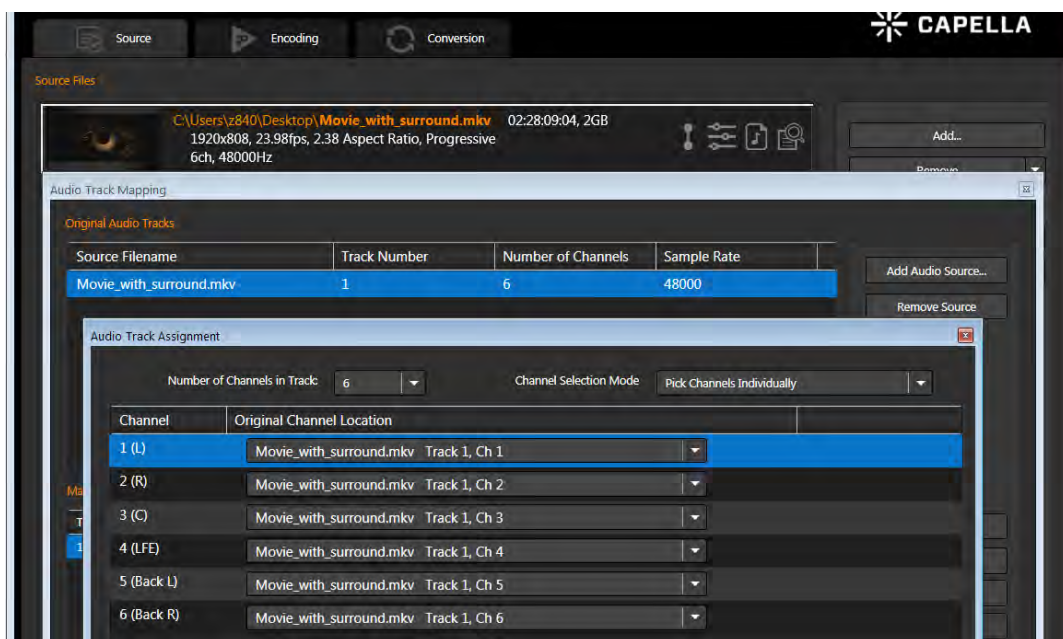 Source
Encoding
Conversion
CAPELLA
Source Files
C:\Users\z840\Desktop\Movie_with_surround.mkv 02:28:09:04, 2GB
1920x808, 23.98fps, 2.38 Aspect Ratio, Progressive
6ch, 48000Hz
Add...
Remove
Audio Track Mapping
Original Audio Tracks
Source Filename Track Number Number of Channels Sample Rate
Movie_with_surround.mkv 1 6 48000
Add Audio Source...
Remove Source
Audio Track Assignment
Number of Channels in Track: 6 Channel Selection Mode Pick Channels Individually
Channel Original Channel Location
1 (L) Movie_with_surround.mkv Track 1, Ch 1
2 (R) Movie_with_surround.mkv Track 1, Ch 2
3 (C) Movie_with_surround.mkv Track 1, Ch 3
4 (LFE) Movie_with_surround.mkv Track 1, Ch 4
5 (Back L) Movie_with_surround.mkv Track 1, Ch 5
6 (Back R) Movie_with_surround.mkv Track 1, Ch 6
Ma
T
1